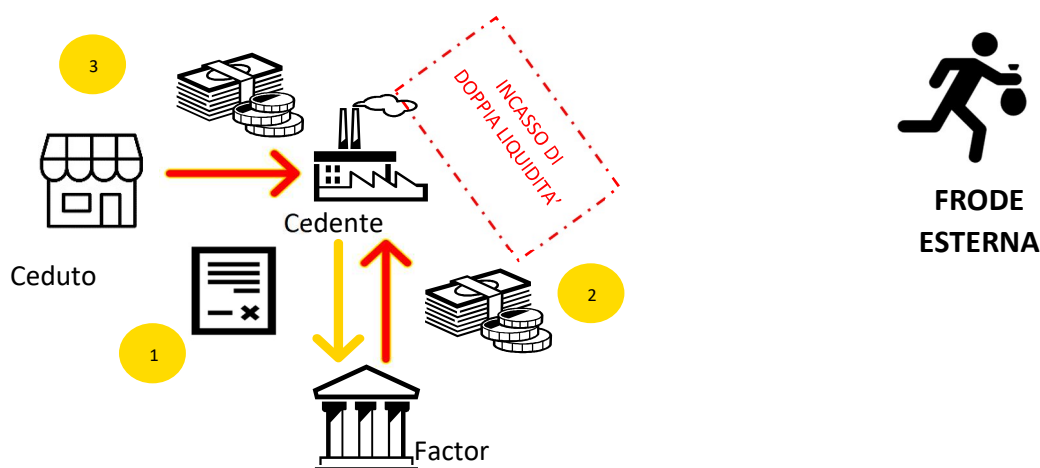 3
INCASSO DI
DOPPIA LIQUIDITA'
Cedente
Ceduto
2
1
Factor
FRODE
ESTERNA